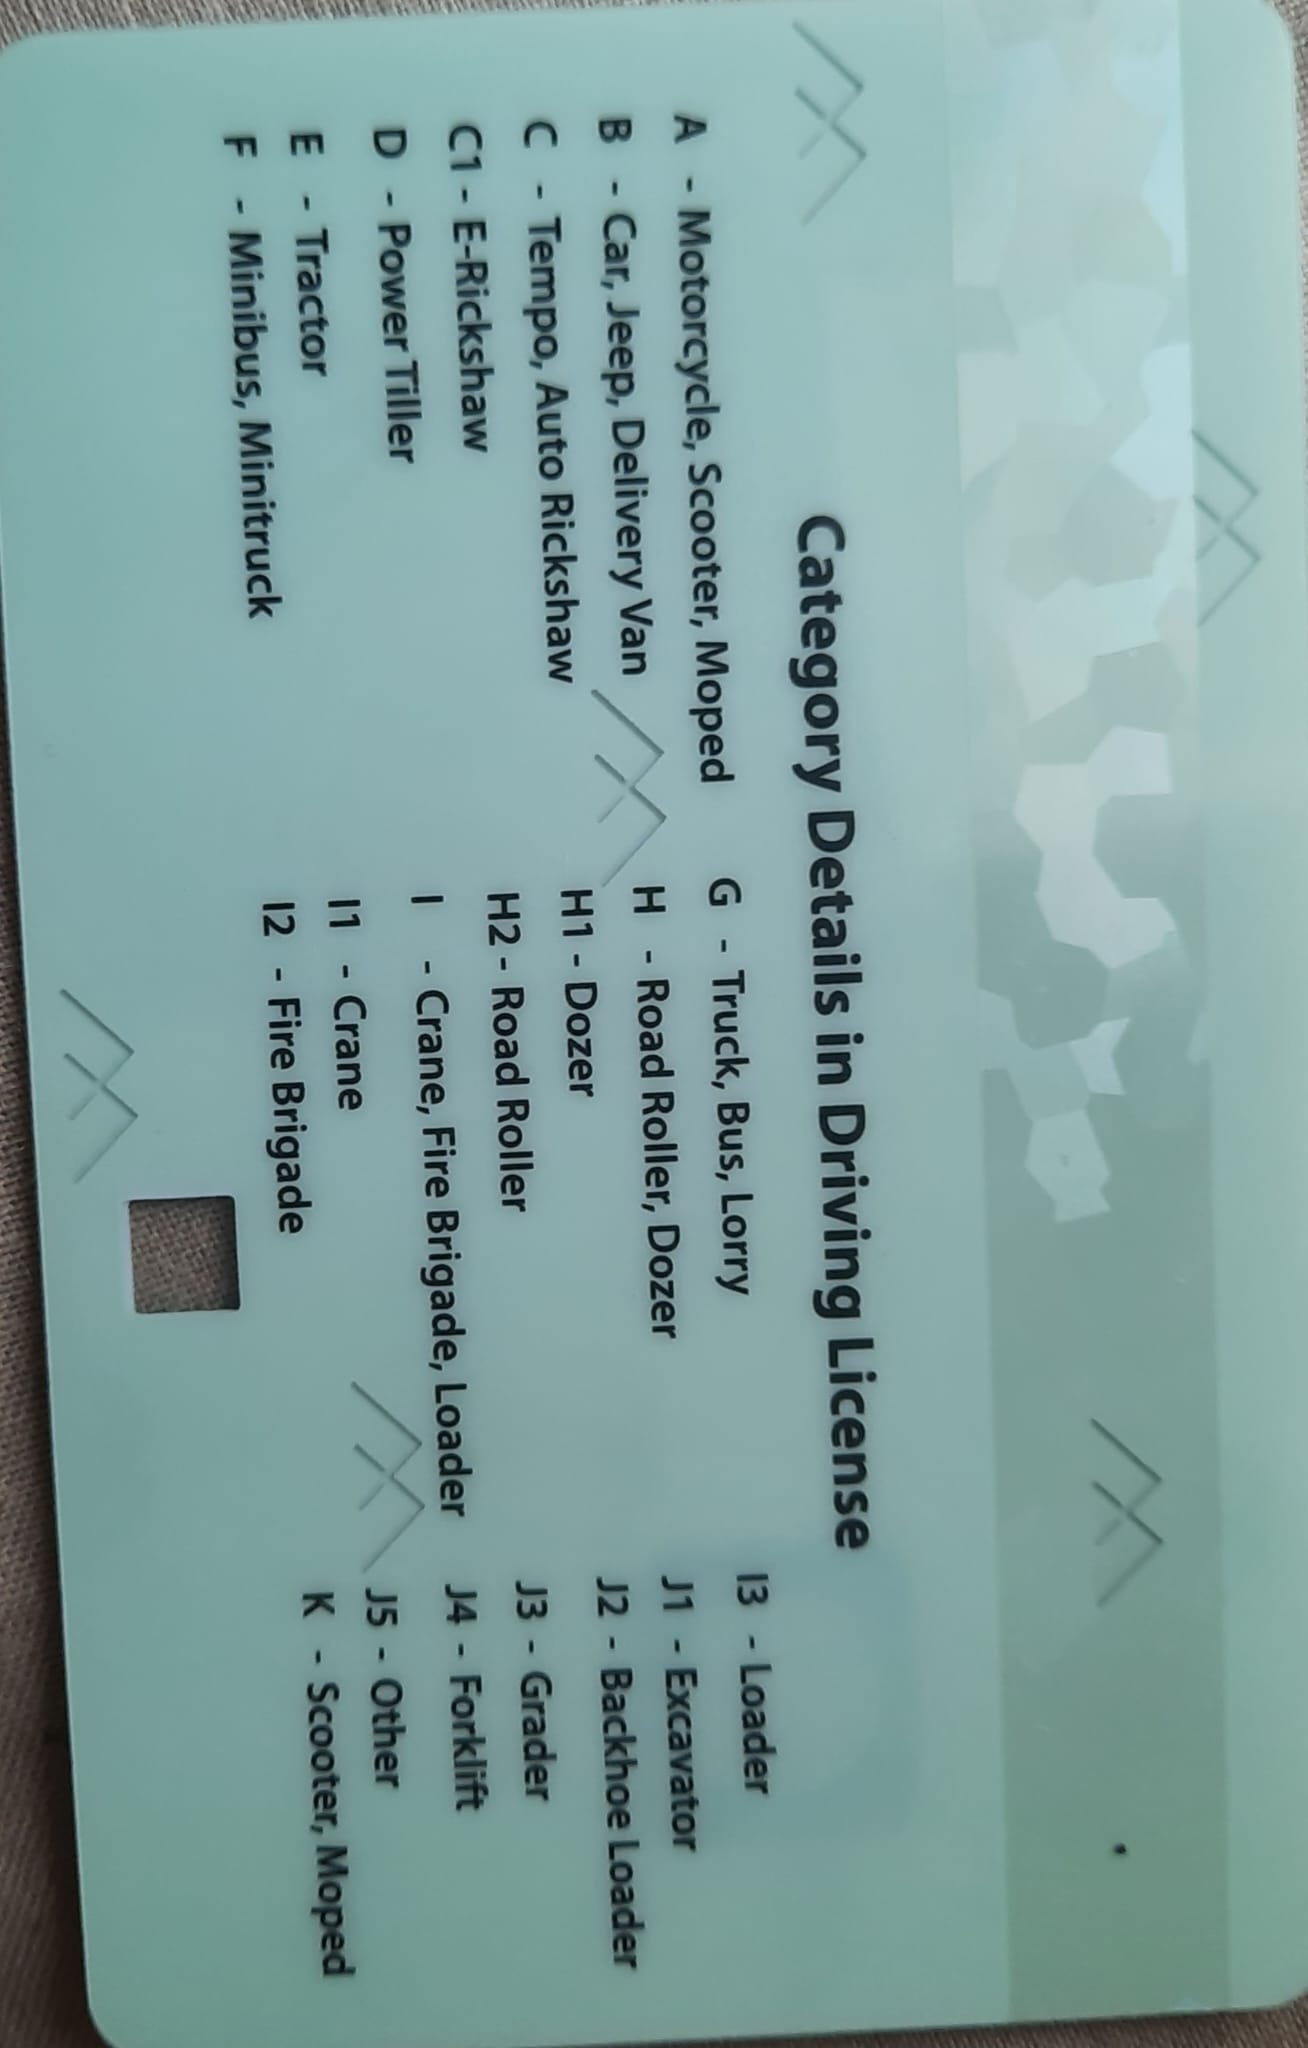 Category Details in Driving License
A - Motorcycle, Scooter, Moped
B - Car, Jeep, Delivery Van
C - Tempo, Auto Rickshaw
C1 - E-Rickshaw
D - Power Tiller
E - Tractor
F - Minibus, Minitruck
G - Truck, Bus, Lorry
H - Road Roller, Dozer
H1 - Dozer
H2 - Road Roller
I - Crane, Fire Brigade, Loader
I1 - Crane
I2 - Fire Brigade
I3 - Loader
J1 - Excavator
J2 - Backhoe Loader
J3 - Grader
J4 - Forklift
J5 - Other
K - Scooter, Moped